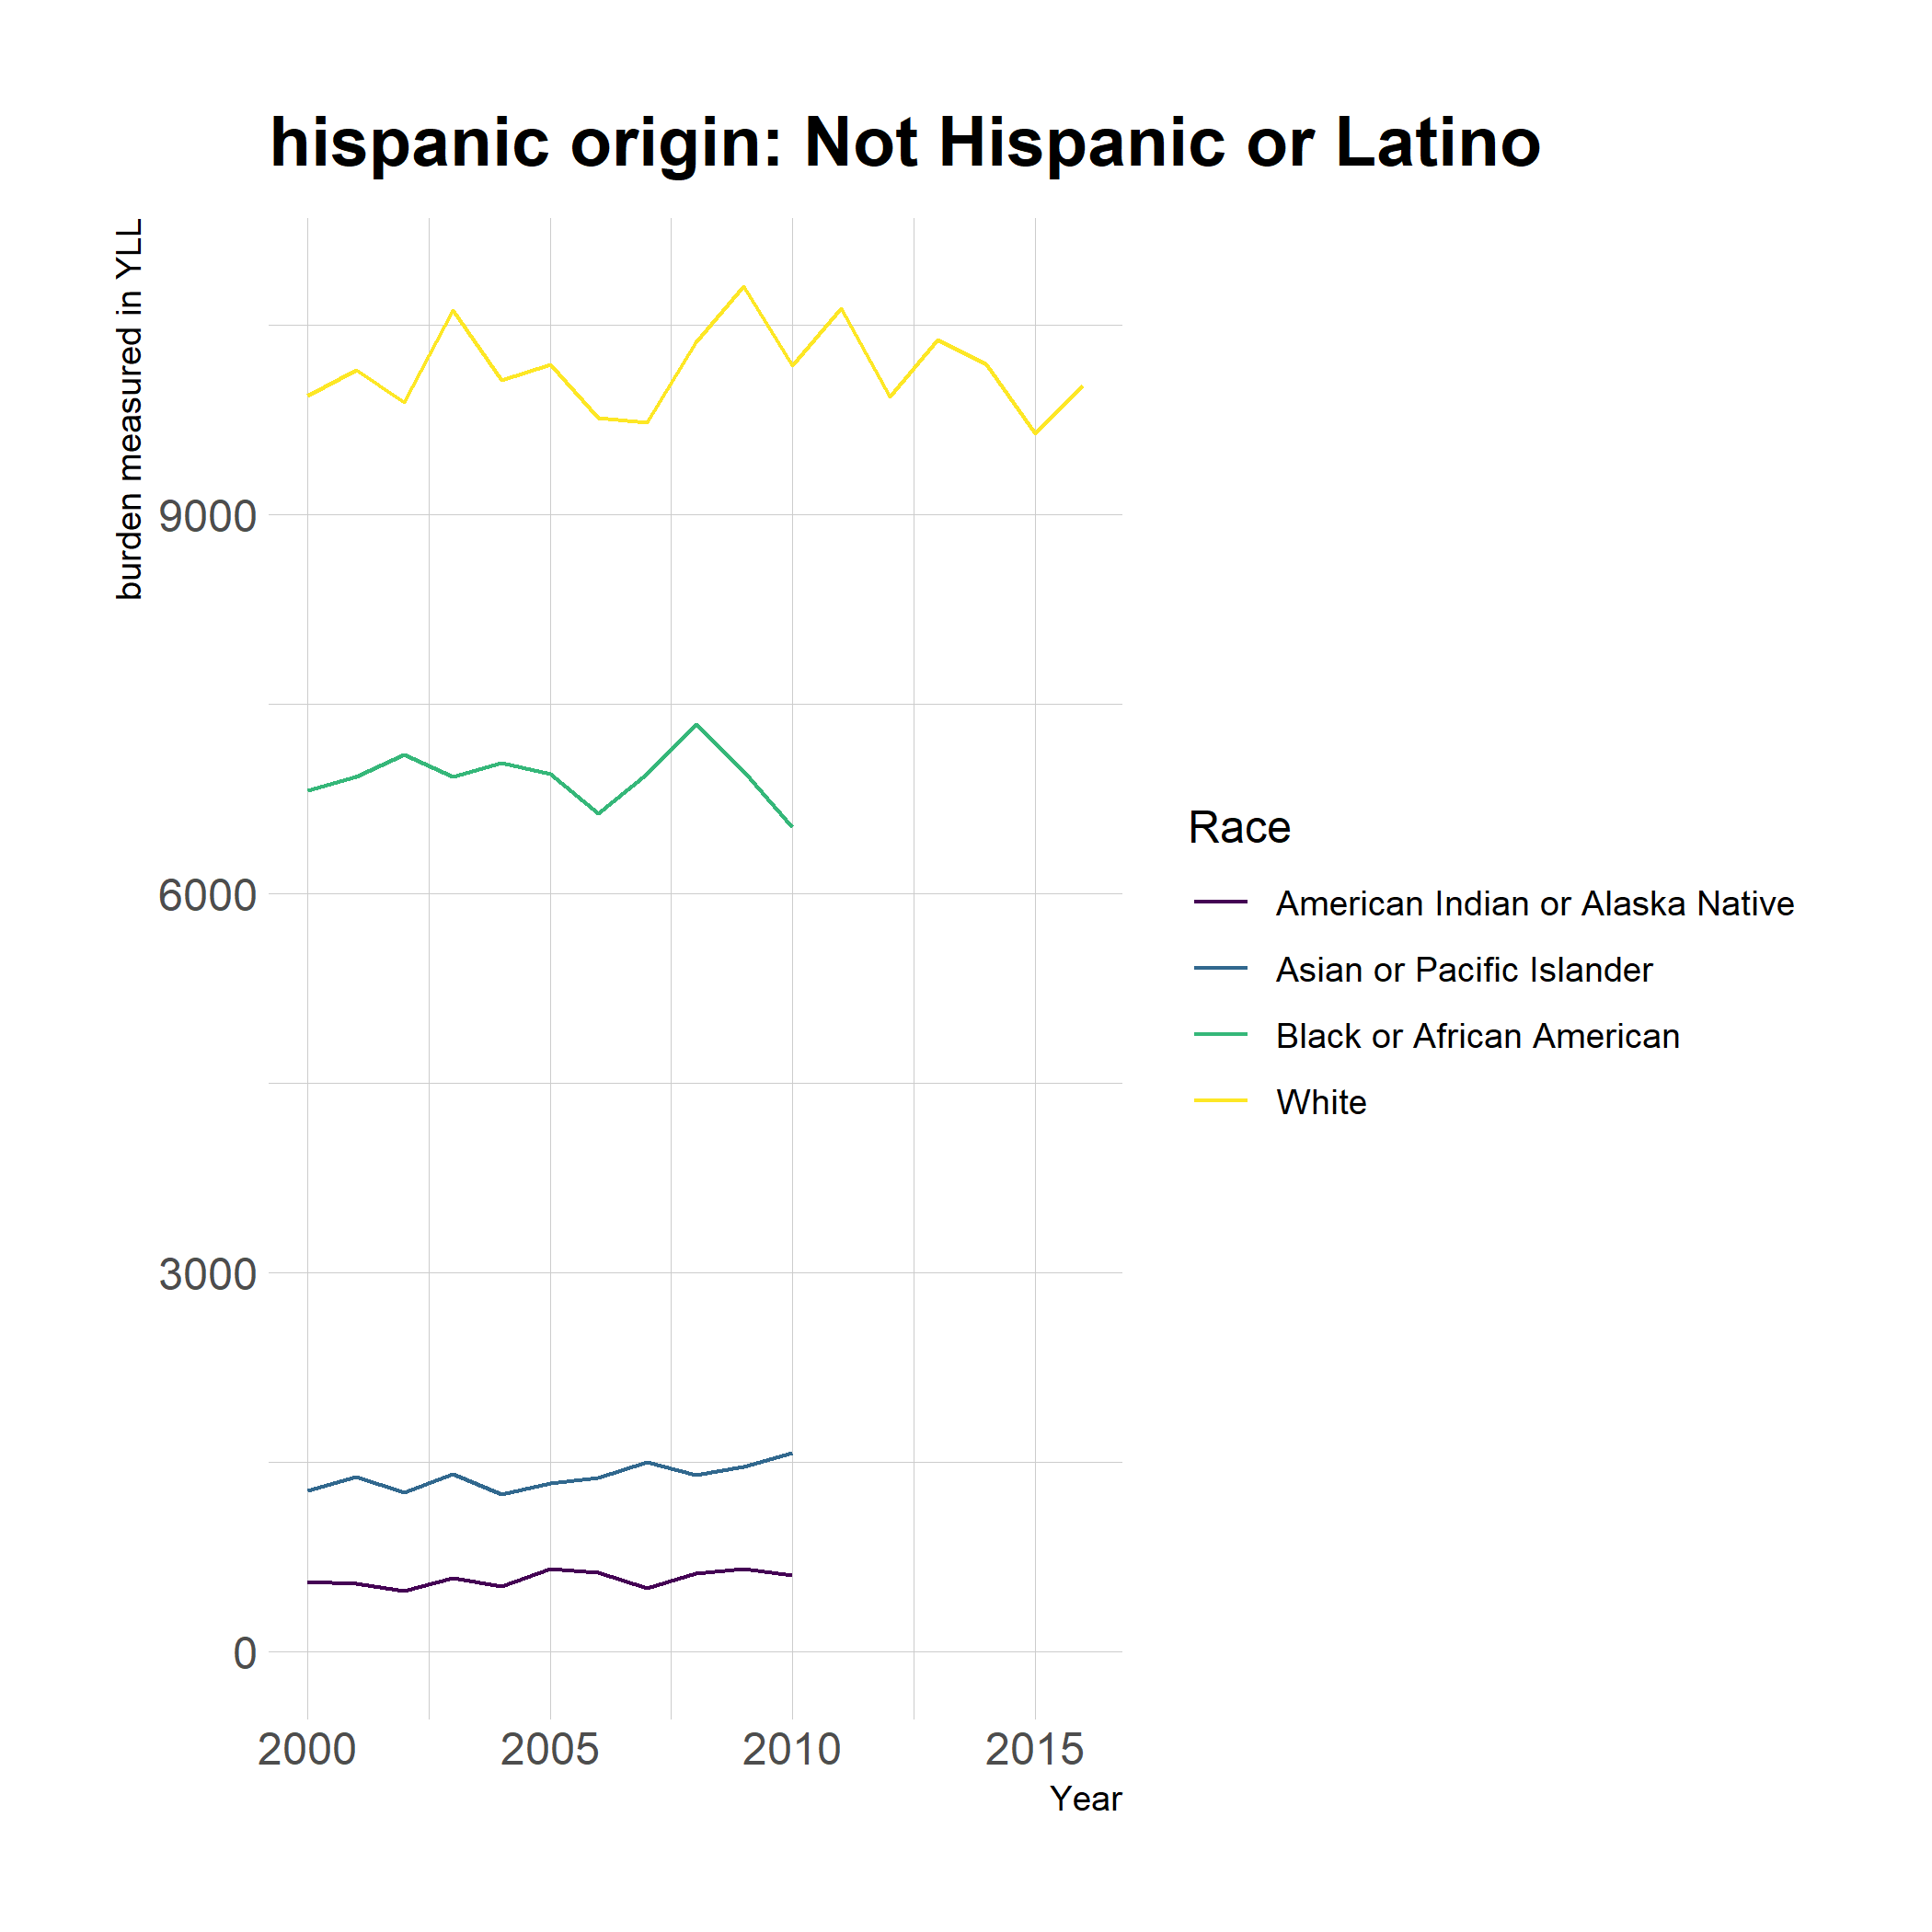 hispanic origin: Not Hispanic or Latino
burden measured in YLL
9000
6000
3000
0
2000 2005 2010 2015
Year
Race
American Indian or Alaska Native
Asian or Pacific Islander
Black or African American
White